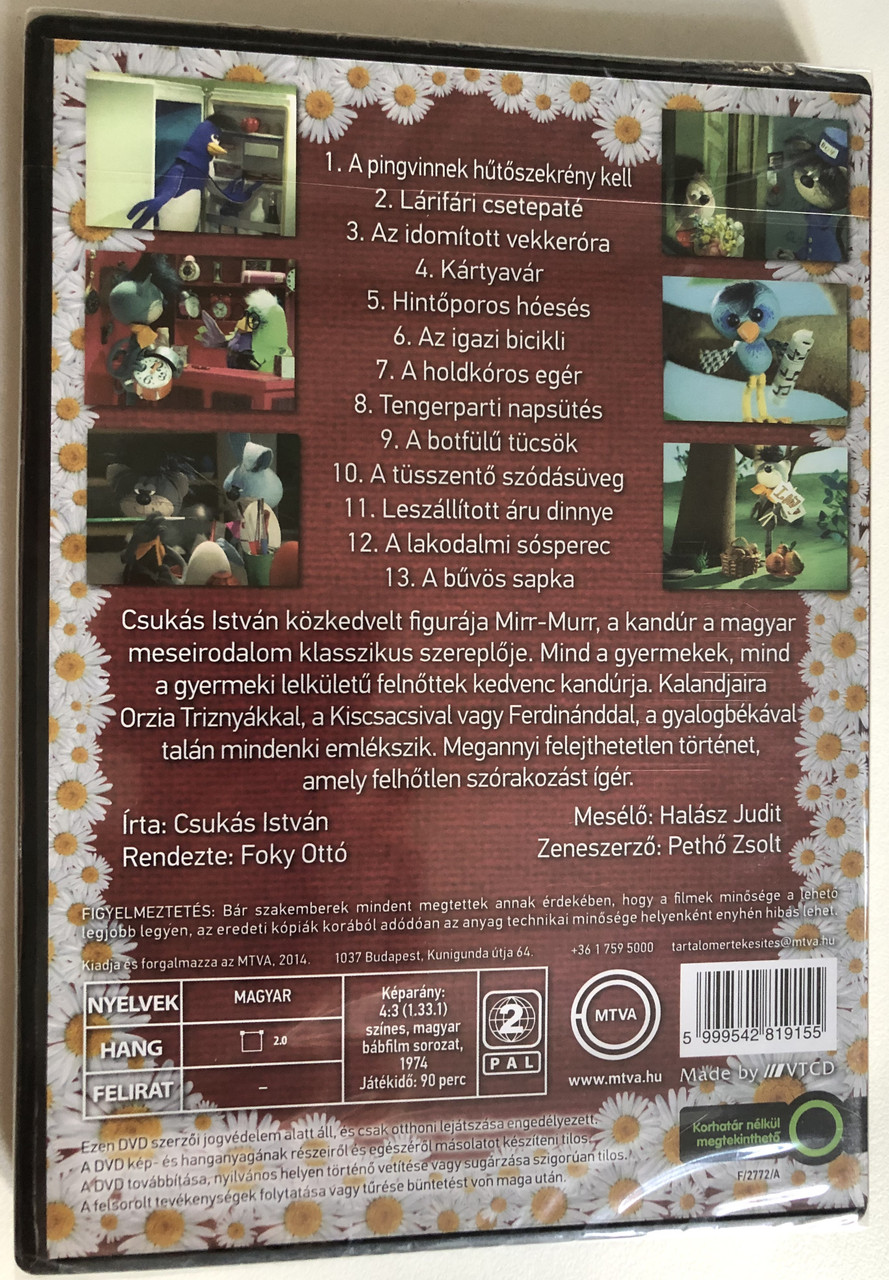 1. A pingvinnek hűtőszekrény kell
2. Lárifári csetepaté
3. Az idomított vekkeróra
4. Kártyavár
5. Hintőporos hóesés
6. Az igazi bicikli
7. A holdkóros egér
8. Tengerparti napsütés
9. A botfülű tücsök
10. A tüsszentő szódásüveg
11. Leszállított áru dinnye
12. A lakodalmi sósperec
13. A bűvös sapka
Csukás István közkedvelt figurája Mirr-Murr, a kandúr a magyar
meseirodalom klasszikus szereplője. Mind a gyermekek, mind
a gyermeki lelkületű felnőttek kedvenc kandúrja. Kalandjaira
Orzia Triznyákkal, a Kiscsacsival vagy Ferdinánddal, a gyalogbékával
talán mindenki emlékszik. Megannyi felejthetetlen történet,
amely felhőtlen szórakozást ígér.
Írta: Csukás István
Rendezte: Foky Ottó
Mesélő: Halász Judit
Zeneszerző: Pethő Zsolt
FIGYELMEZTETÉS: Bár szakemberek mindent megtettek annak érdekében, hogy a filmek minősége a lehető
legjobb legyen, az eredeti kópiák korából adódóan az anyag technikai minősége helyenként enyhén hibás lehet.
Kiadja és forgalmazza az MTVA, 2014. 1037 Budapest, Kunigunda útja 64. +36 1 759 5000 tartalomertekesites@mtva.hu
NYELVEK MAGYAR
HANG 2.0
FELIRAT –
Képarány:
4:3 (1.33.1)
színes, magyar
bábfilm sorozat,
1974
Játékidő: 90 perc
2
PAL
MTVA
www.mtva.hu
5 999542 819155
Made by VTCD
Korhatár nélkül
megtekinthető
F/2772/A
Ezen DVD szerzői jogvédelem alatt áll, és csak otthoni lejátszása engedélyezett.
A DVD kép- és hanganyagának részeiről és egészéről másolatot készíteni tilos.
A DVD továbbítása, nyilvános helyen történő vetítése vagy sugárzása szigorúan tilos.
A felsorolt tevékenységek folytatása vagy tűrése büntetést von maga után.